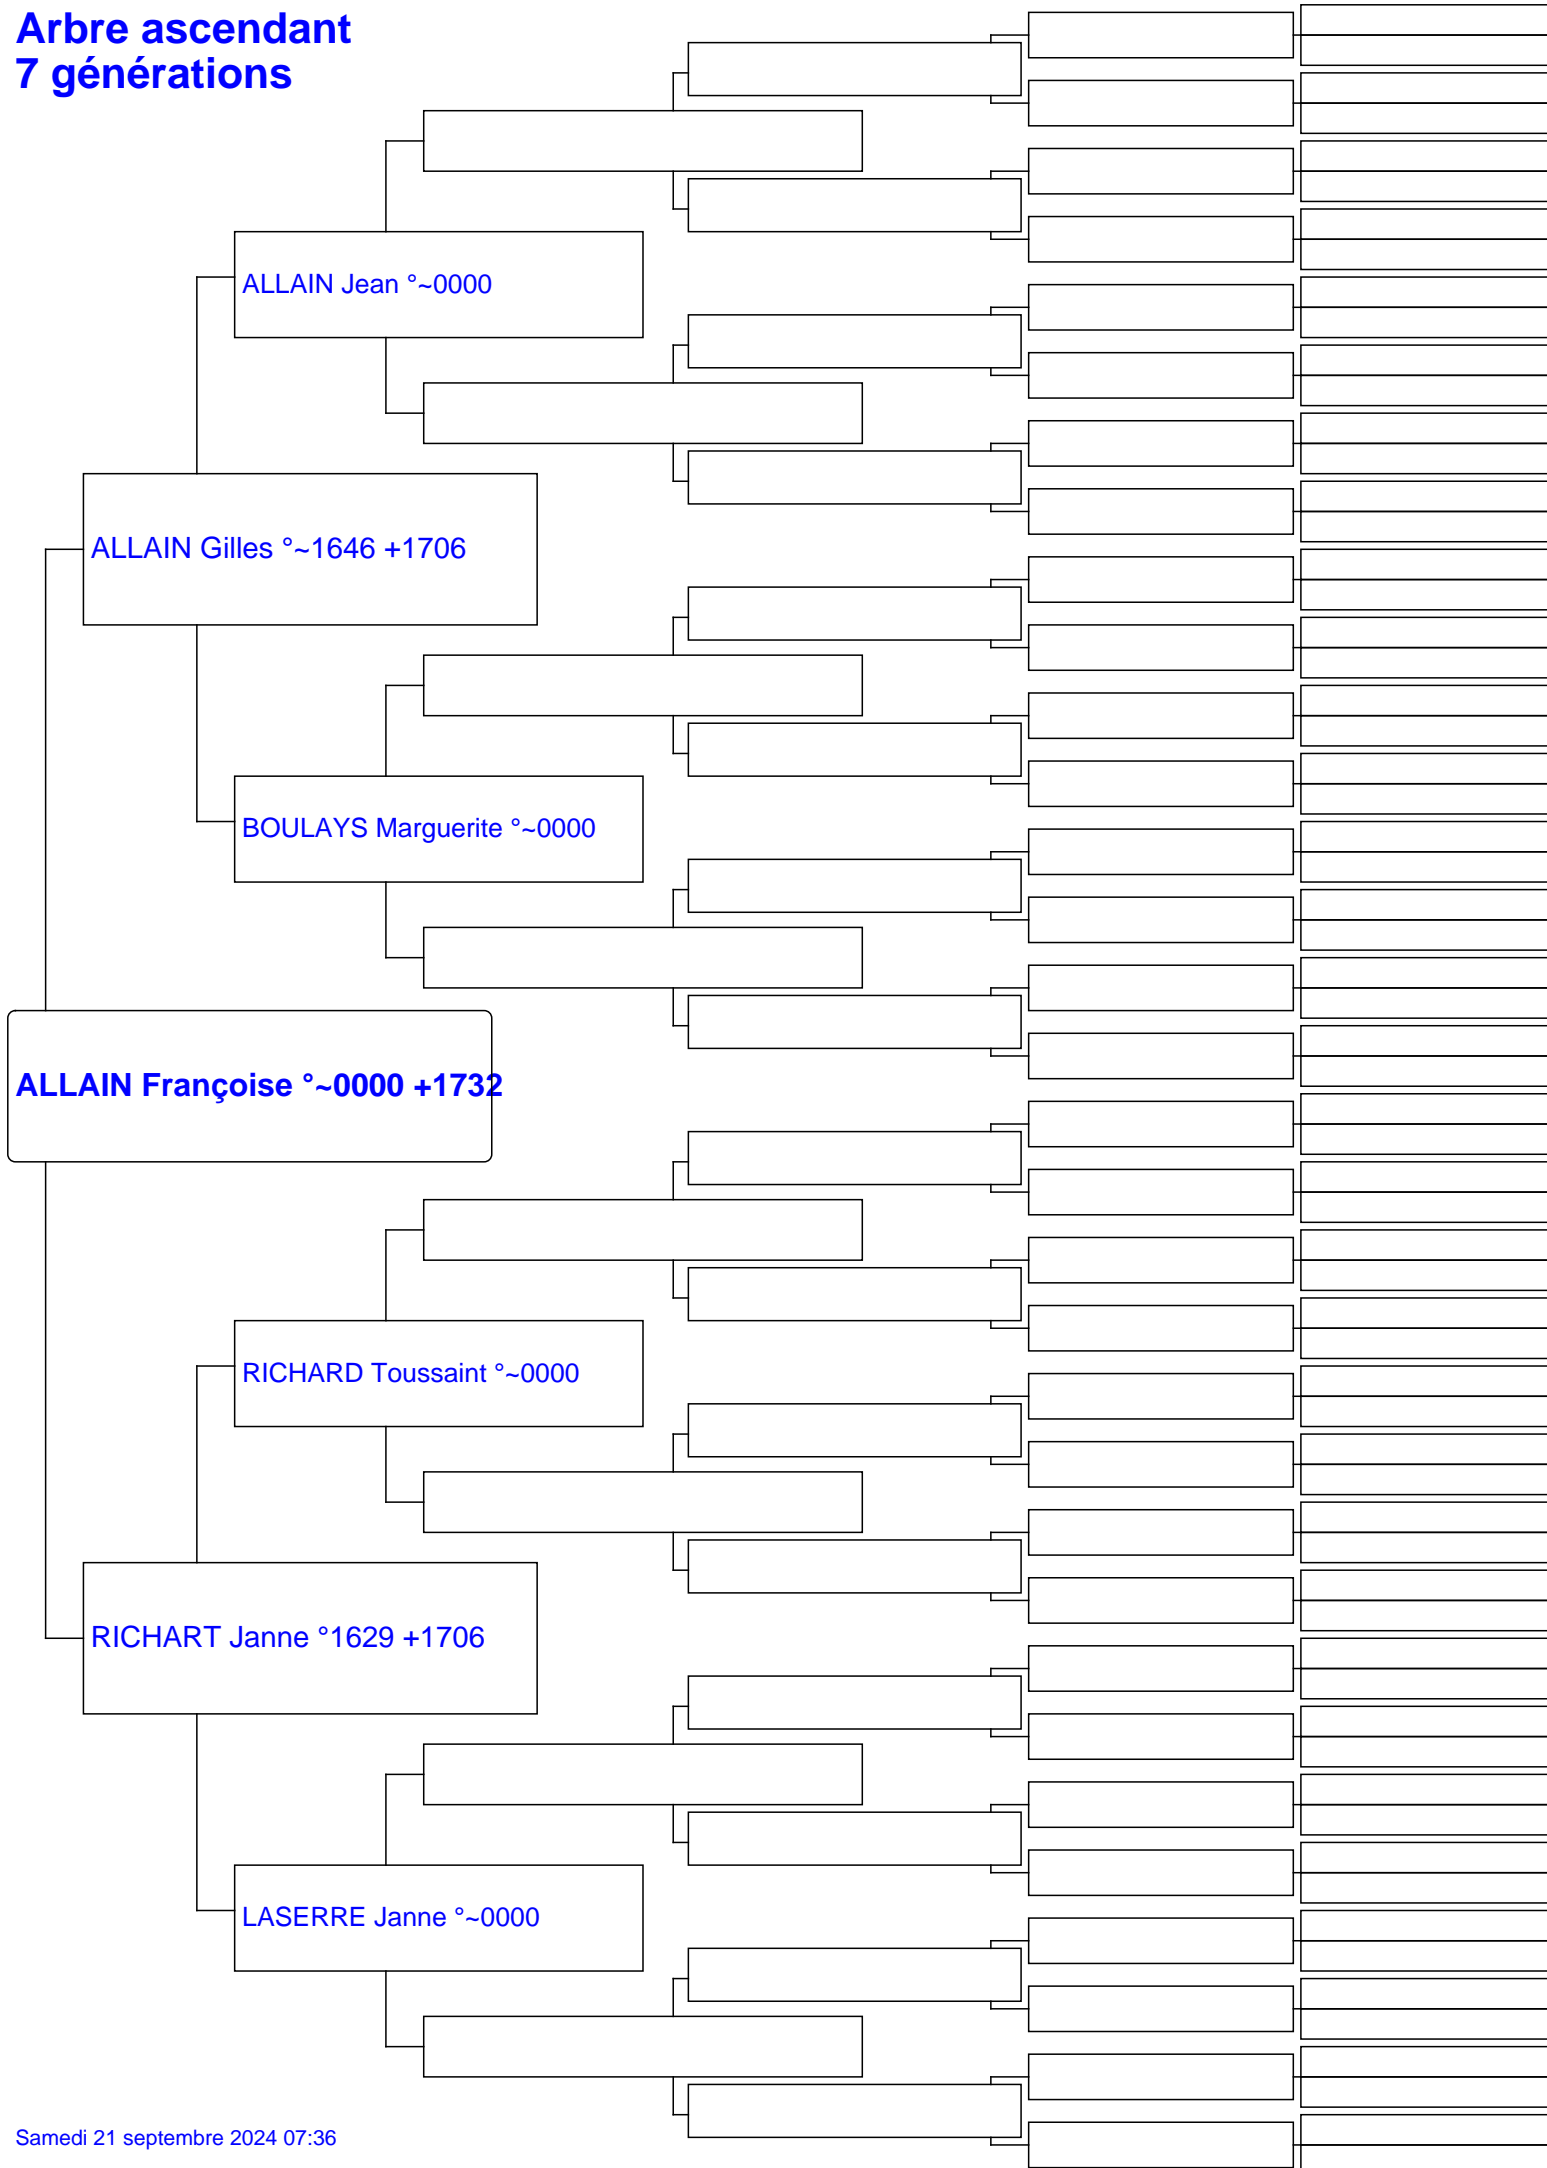 Arbre ascendant
7 générations
ALLAIN Jean °~0000
ALLAIN Gilles °~1646 +1706
BOULAYS Marguerite °~0000
ALLAIN Françoise °~0000 +1732
RICHARD Toussaint °~0000
RICHART Janne °1629 +1706
LASERRE Janne °~0000
Samedi 21 septembre 2024 07:36